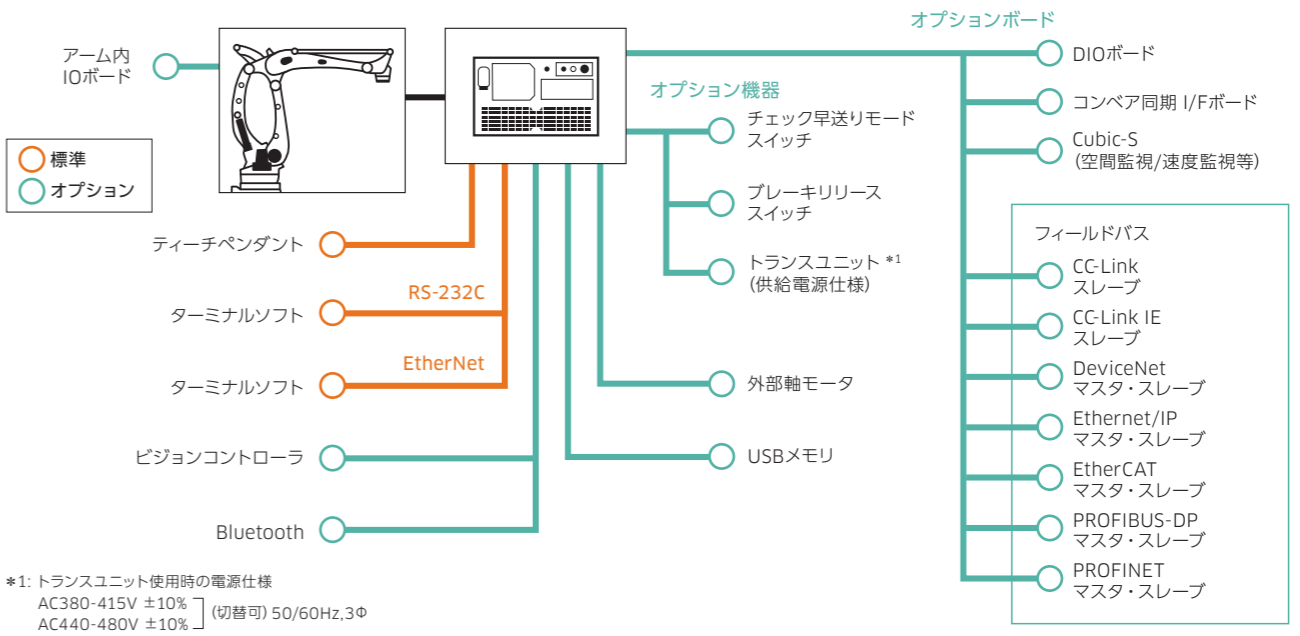 アーム内
IOボード
標準
オプション
ティーチペンダント
RS-232C
ターミナルソフト
EtherNet
ターミナルソフト
ビジョンコントローラ
Bluetooth
オプション機器
チェック早送りモード
スイッチ
ブレーキリリース
スイッチ
トランスユニット *1
(供給電源仕様)
外部軸モータ
USBメモリ
オプションボード
DIOボード
コンベア同期 I/Fボード
Cubic-S
(空間監視/速度監視等)
フィールドバス
CC-Link
スレーブ
CC-Link IE
スレーブ
DeviceNet
マスタ・スレーブ
Ethernet/IP
マスタ・スレーブ
EtherCAT
マスタ・スレーブ
PROFIBUS-DP
マスタ・スレーブ
PROFINET
マスタ・スレーブ
*1: トランスユニット使用時の電源仕様
AC380-415V ±10%
AC440-480V ±10%
(切替可) 50/60Hz,3Φ